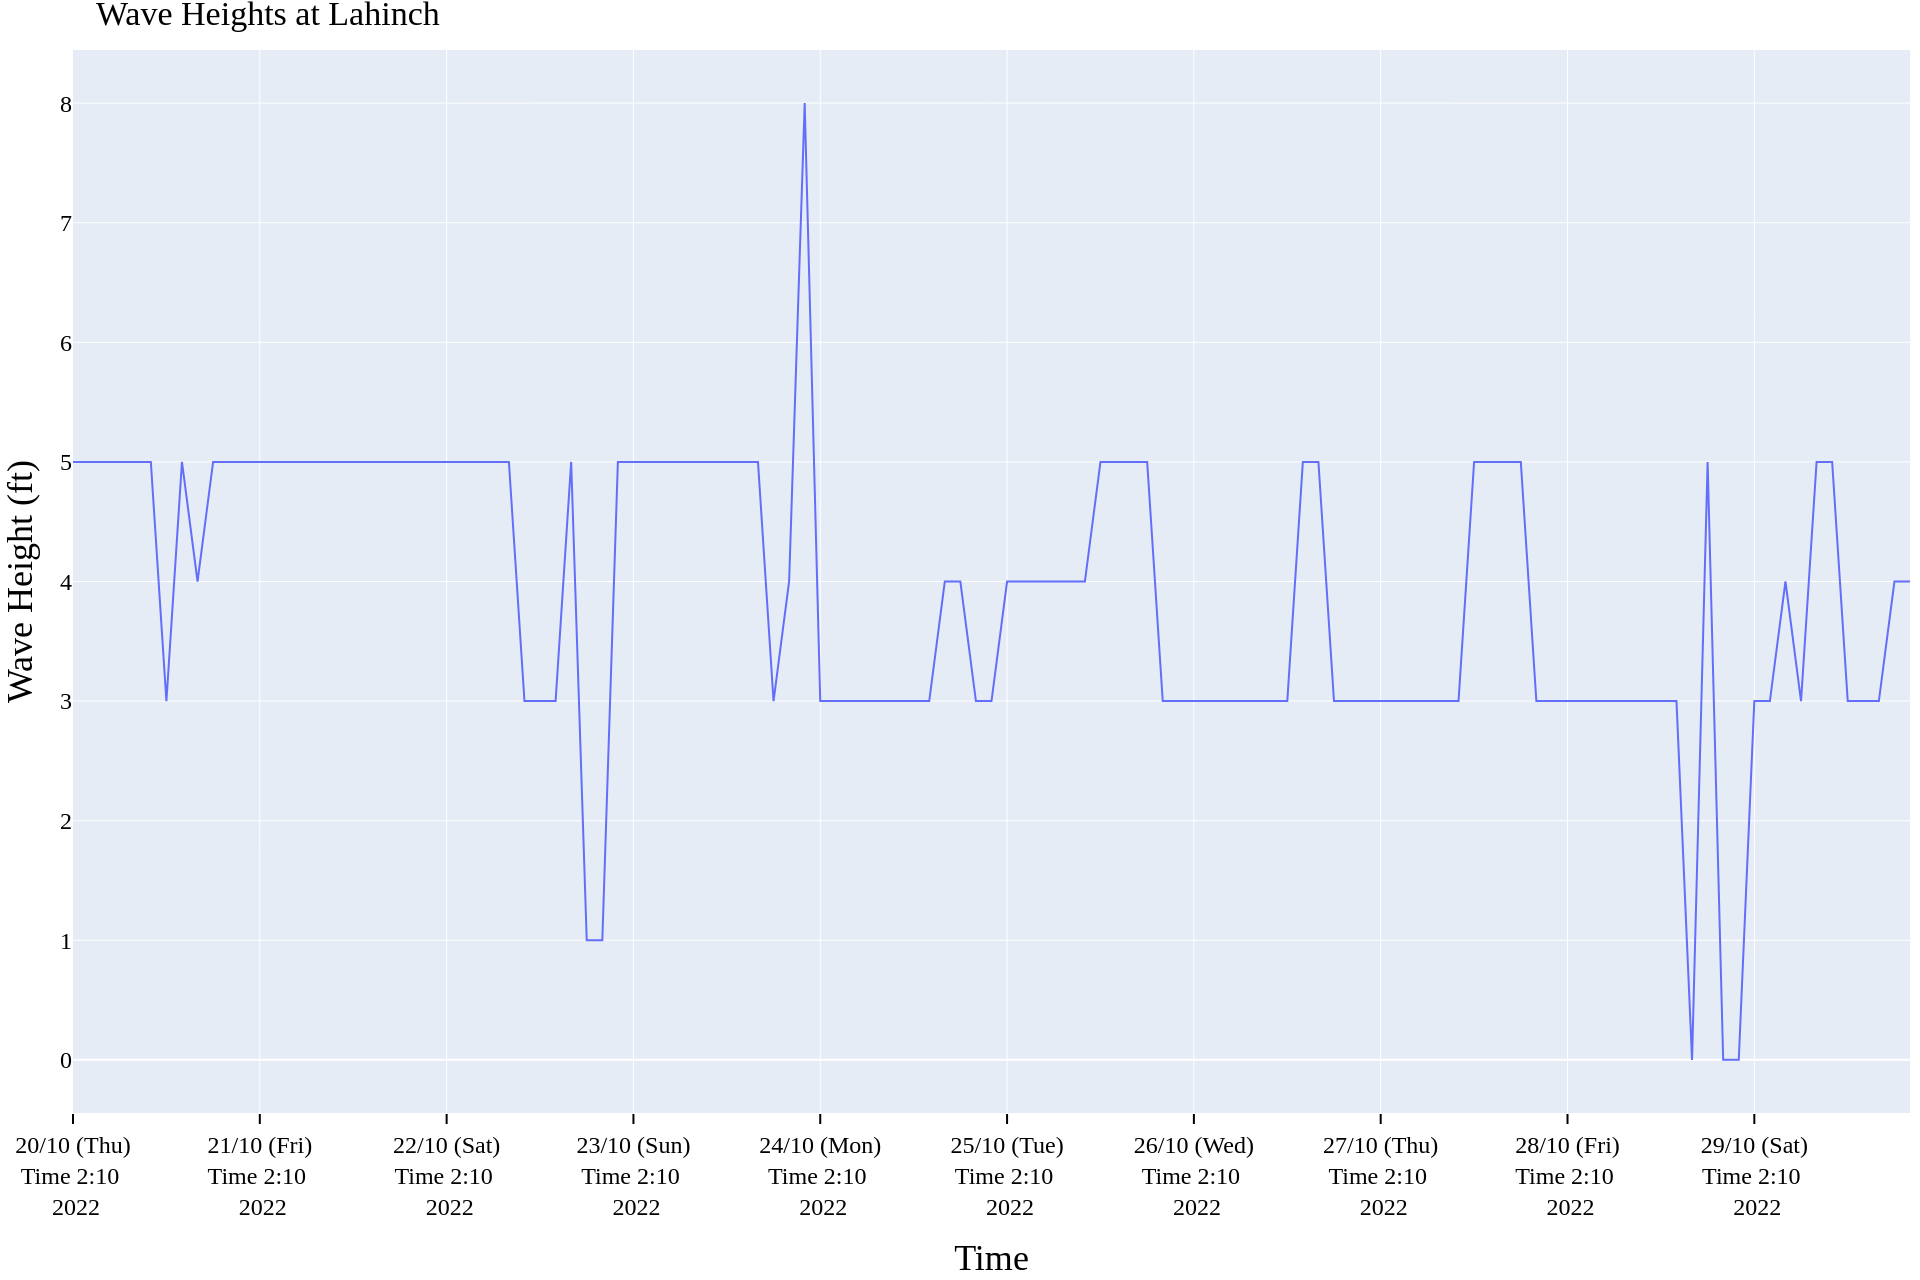 Wave Heights at Lahinch
Wave Height (ft)
8
7
6
5
4
3
2
1
0
20/10 (Thu)
Time 2:10
2022
21/10 (Fri)
Time 2:10
2022
22/10 (Sat)
Time 2:10
2022
23/10 (Sun)
Time 2:10
2022
24/10 (Mon)
Time 2:10
2022
25/10 (Tue)
Time 2:10
2022
26/10 (Wed)
Time 2:10
2022
27/10 (Thu)
Time 2:10
2022
28/10 (Fri)
Time 2:10
2022
29/10 (Sat)
Time 2:10
2022
Time